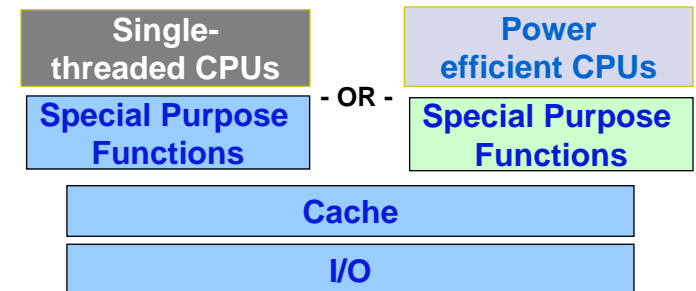 Single-
threaded CPUs
Special Purpose
Functions
- OR -
Power
efficient CPUs
Special Purpose
Functions
Cache
I/O